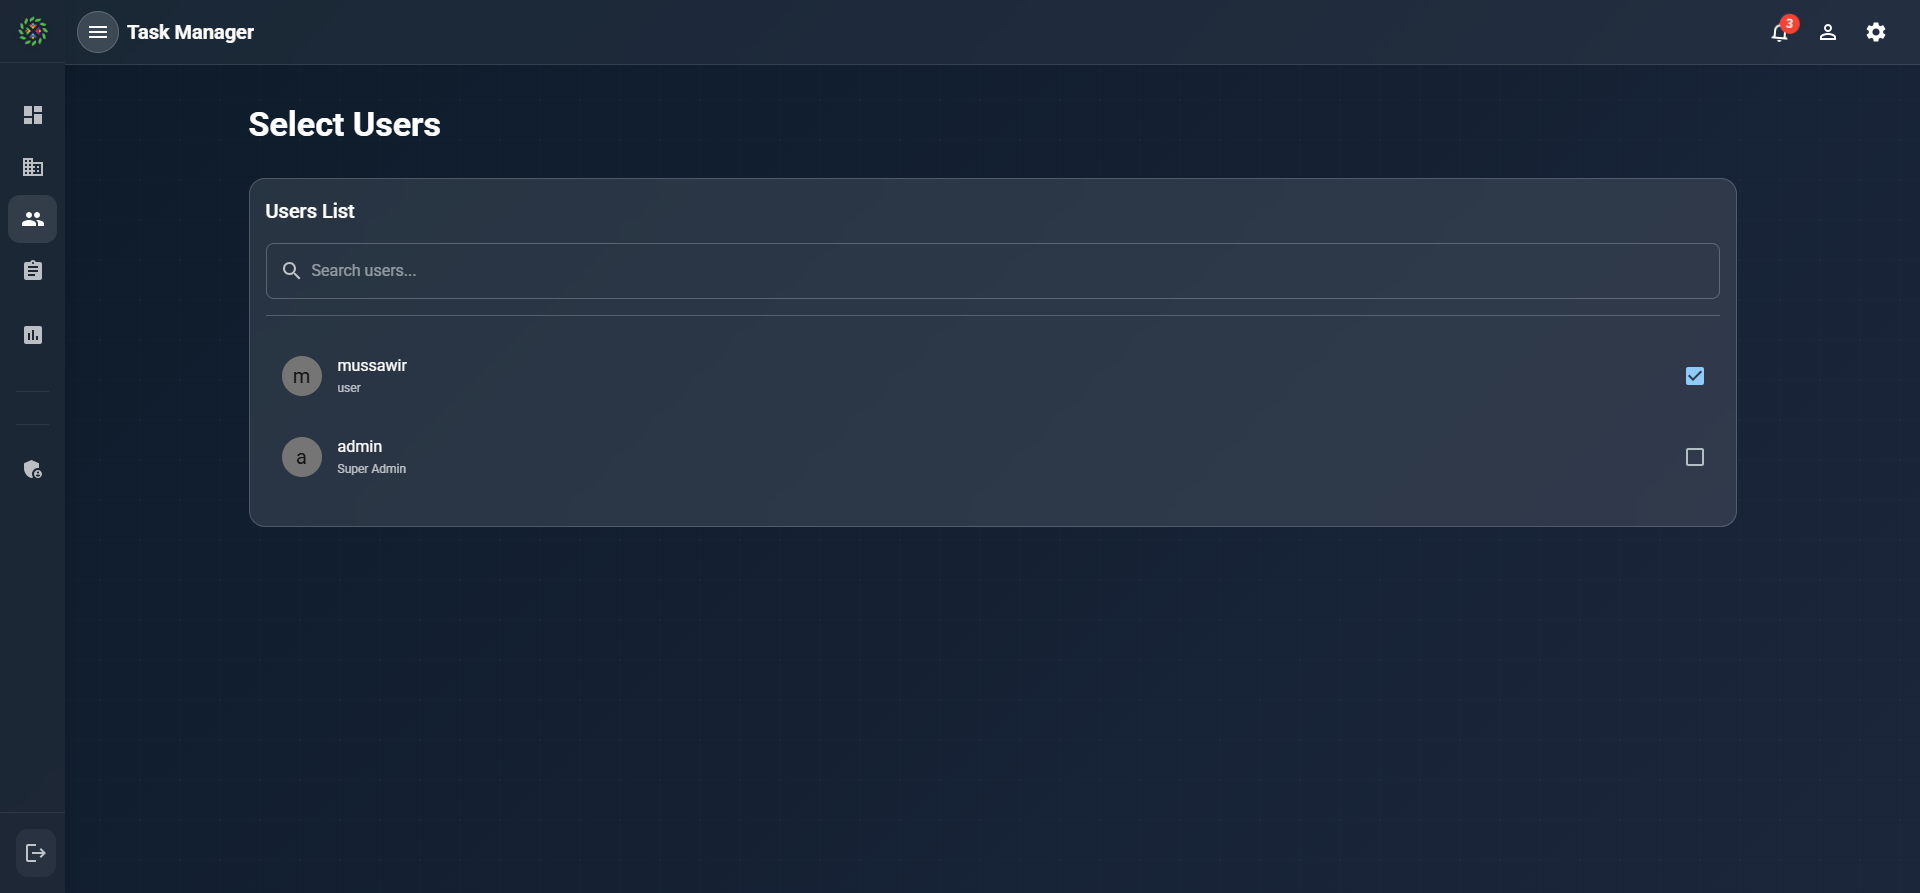 Task Manager
3
Select Users
Users List
Search users...
m
mussawir
user
a
admin
Super Admin